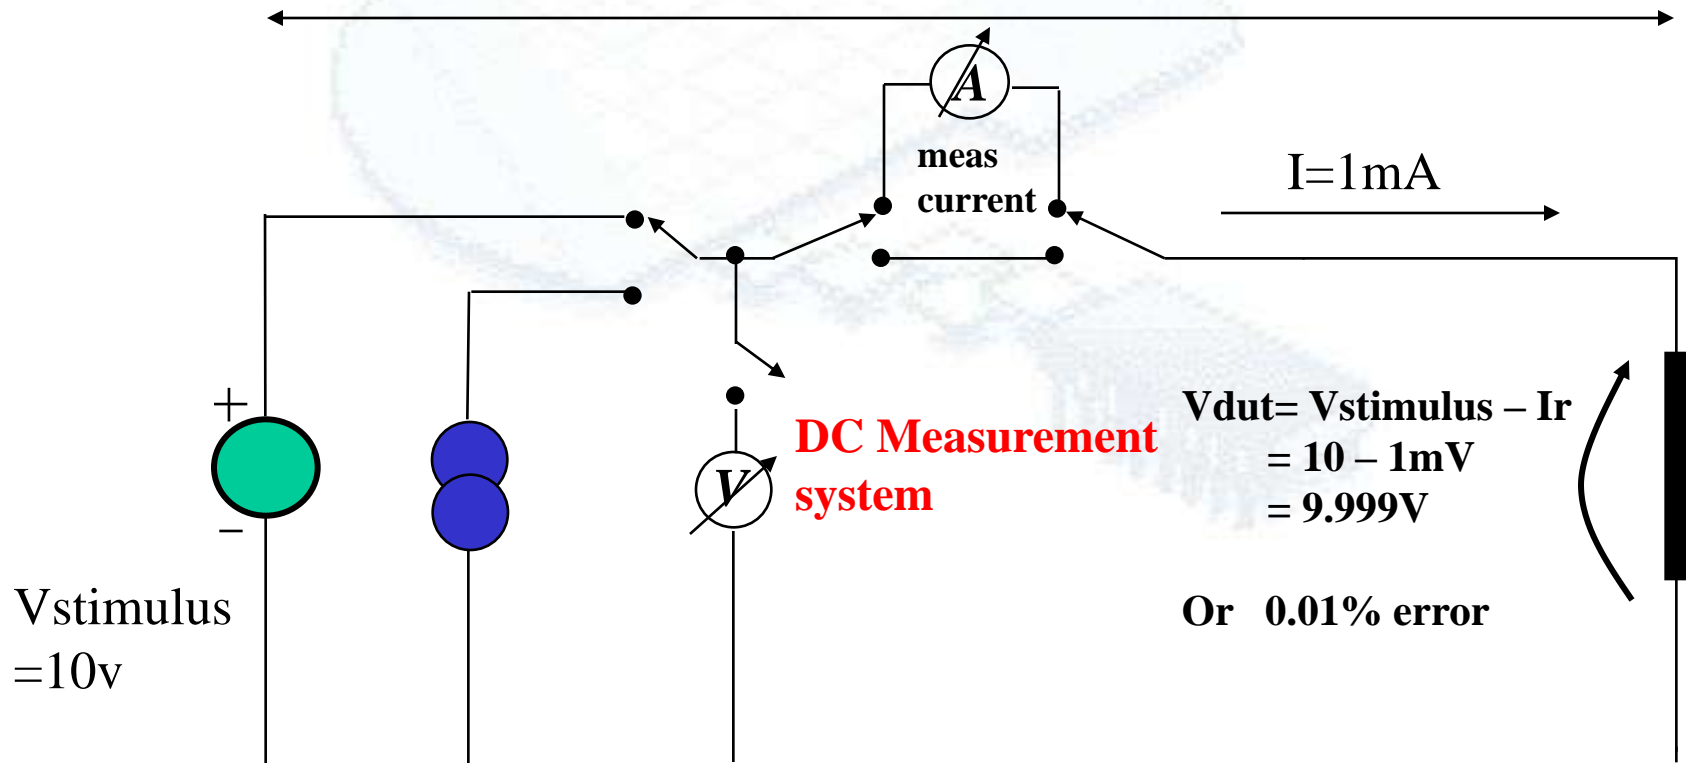 A
meas
current
I=1mA
+
–
V
DC Measurement
system
Vdut= Vstimulus – Ir
= 10 – 1mV
= 9.999V
Or 0.01% error
Vstimulus
=10v